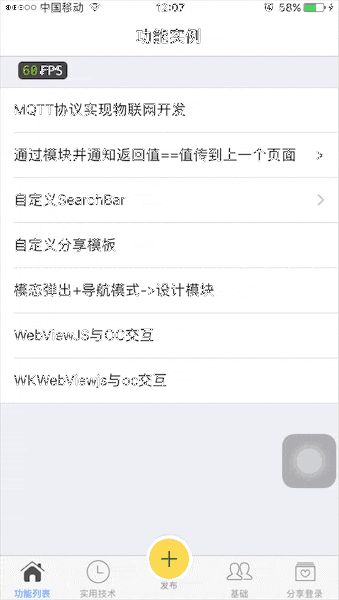 中国移动 12:07 58%
功能实例
60FPS
MQTT协议实现物联网开发
通过模块并通知返回值==值传到上一个页面
自定义SearchBar
自定义分享模板
模态弹出+导航模式->设计模块
WebViewJS与OC交互
WKWebViewjs与oc交互
功能列表 实用技术 发布 基础 分享登录